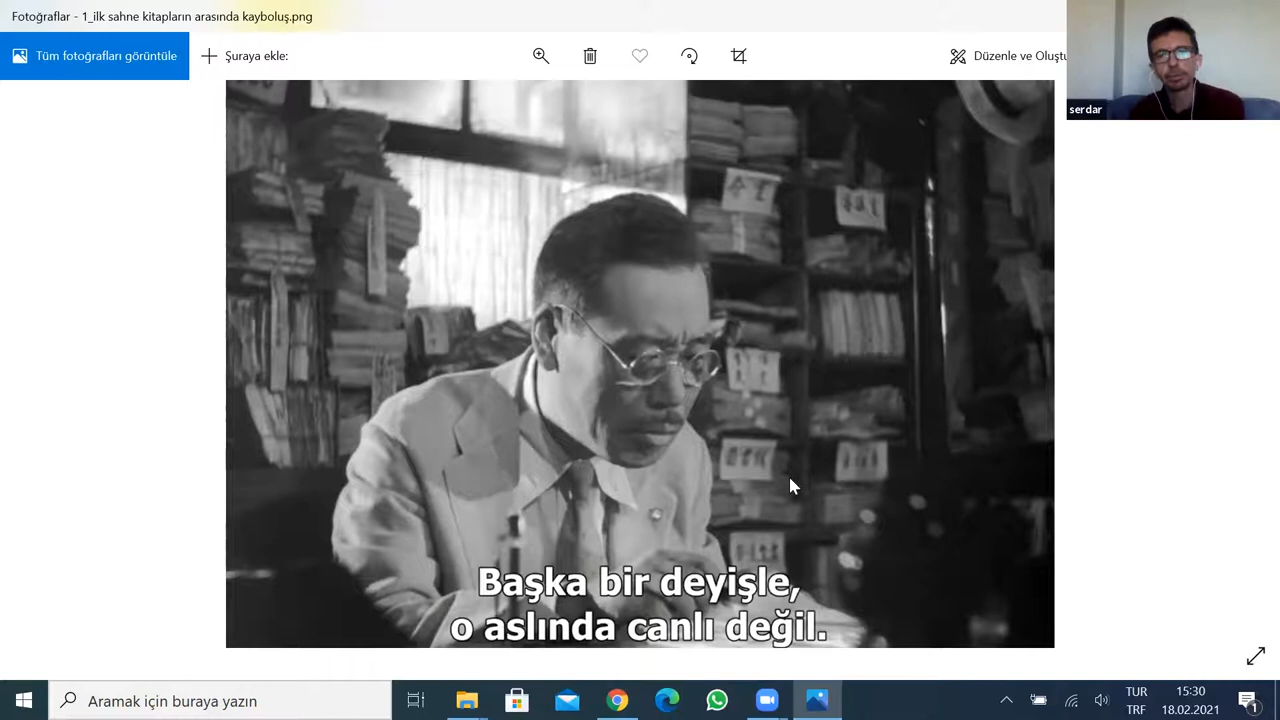 Fotoğraflar - 1_ilk sahne kitapların arasında kayboluş.png
Tüm fotoğrafları görüntüle
Şuraya ekle:
Düzenle ve Oluştu
serdar
Başka bir deyişle,
o aslında canlı değil.
Aramak için buraya yazın
TUR
TRF
15:30
18.02.2021
1